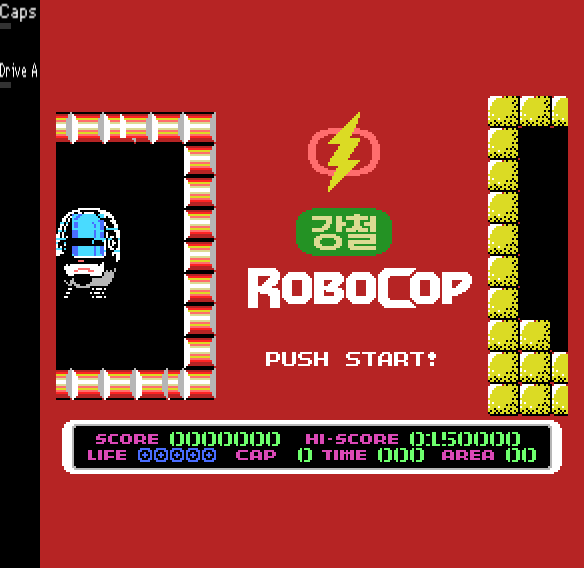 Caps
Drive A
강철
ROBOCOP
PUSH START!
SCORE 0000000 HI-SCORE 0150000
LIFE 00000 CAP 0 TIME 000 AREA 00